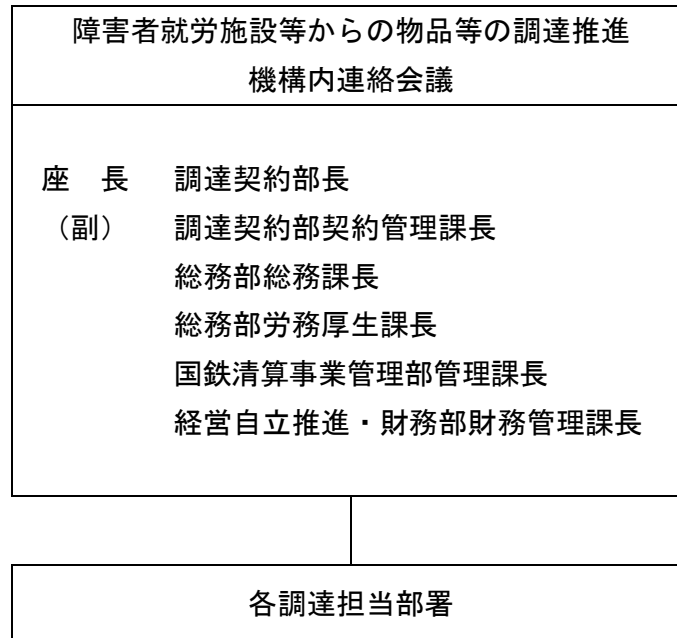 障害者就労施設等からの物品等の調達推進
機構内連絡会議
座　長　調達契約部長
（副）　調達契約部契約管理課長
総務部総務課長
総務部労務厚生課長
国鉄清算事業管理部管理課長
経営自立推進・財務部財務管理課長
各調達担当部署